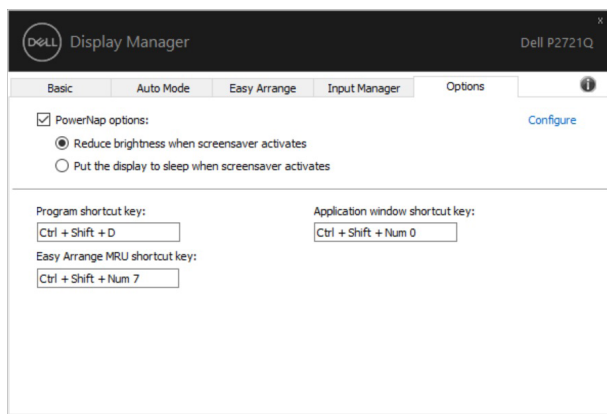 DELL Display Manager
Dell P2721Q
Basic Auto Mode Easy Arrange Input Manager Options
PowerNap options: Configure
Reduce brightness when screensaver activates
Put the display to sleep when screensaver activates
Program shortcut key: Application window shortcut key:
Ctrl + Shift + D Ctrl + Shift + Num 0
Easy Arrange MRU shortcut key:
Ctrl + Shift + Num 7